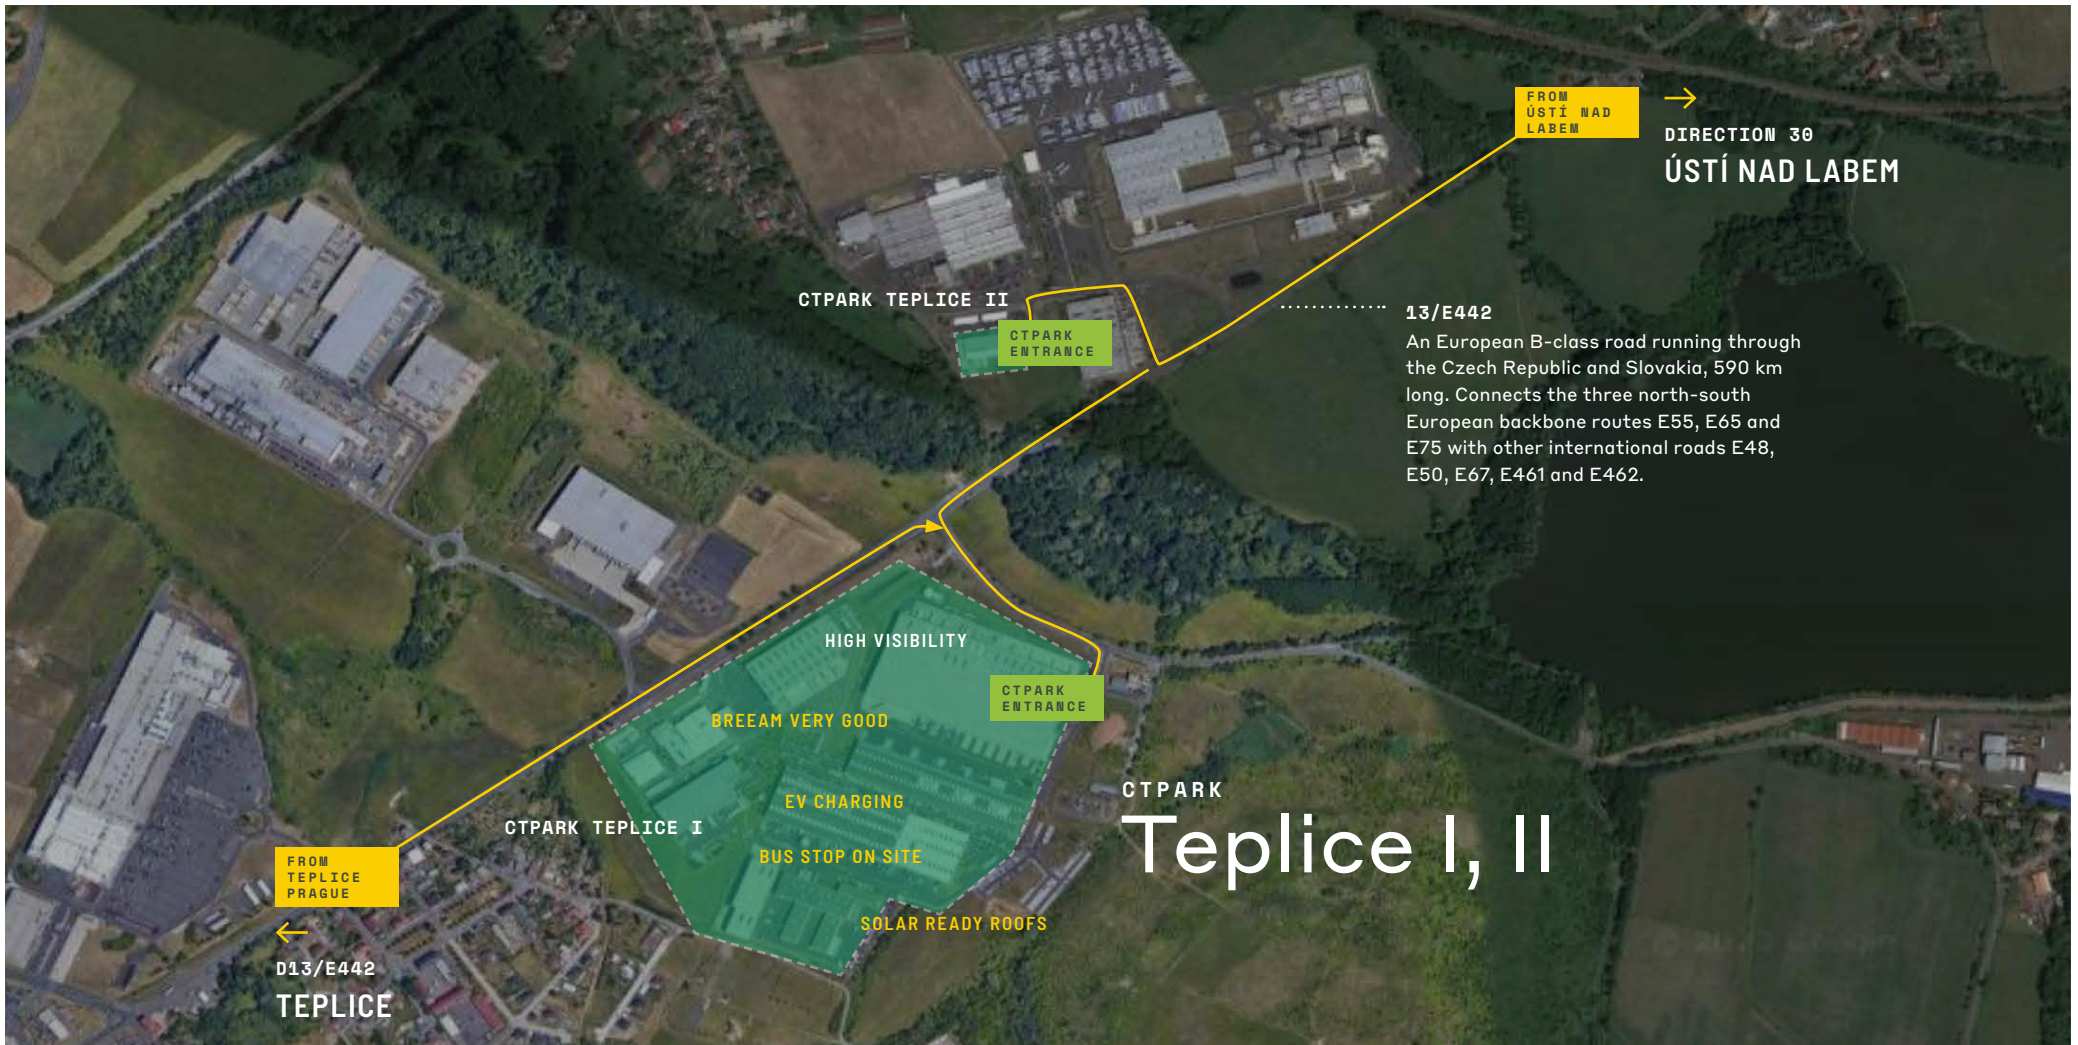 FROM
ÚSTÍ NAD
LABEM
DIRECTION 30
ÚSTÍ NAD LABEM
CTPARK TEPLICE II
CTPARK
ENTRANCE
13/E442
An European B-class road running through
the Czech Republic and Slovakia, 590 km
long. Connects the three north-south
European backbone routes E55, E65 and
E75 with other international roads E48,
E50, E67, E461 and E462.
HIGH VISIBILITY
CTPARK
ENTRANCE
BREEAM VERY GOOD
EV CHARGING
CTPARK TEPLICE I
BUS STOP ON SITE
SOLAR READY ROOFS
CTPARK
Teplice I, II
FROM
TEPLICE
PRAGUE
D13/E442
TEPLICE